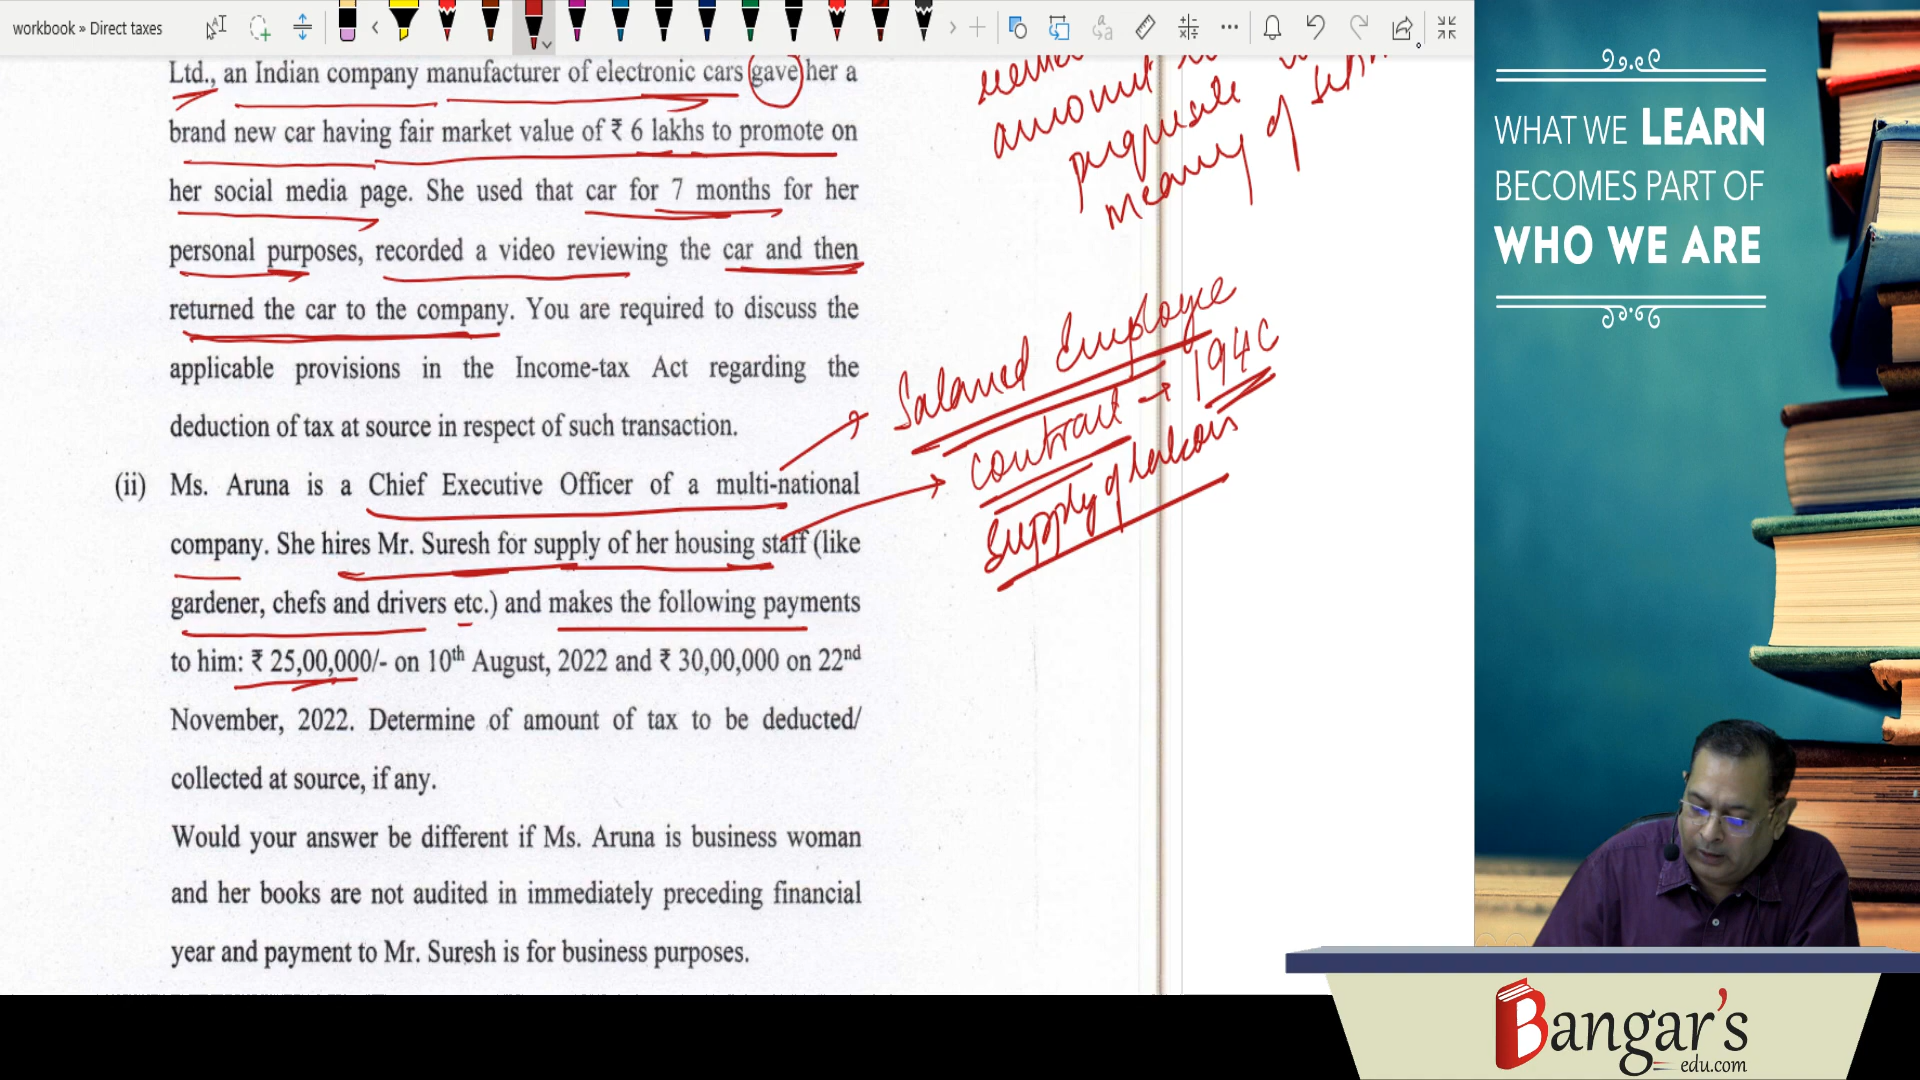 workbook » Direct taxes
Ltd., an Indian company manufacturer of electronic cars gave her a
brand new car having fair market value of ₹ 6 lakhs to promote on
her social media page. She used that car for 7 months for her
personal purposes, recorded a video reviewing the car and then
returned the car to the company. You are required to discuss the
applicable provisions in the Income-tax Act regarding the
deduction of tax at source in respect of such transaction.
(ii) Ms. Aruna is a Chief Executive Officer of a multi-national
company. She hires Mr. Suresh for supply of her housing staff (like
gardener, chefs and drivers etc.) and makes the following payments
to him: ₹ 25,00,000/- on 10th August, 2022 and ₹ 30,00,000 on 22nd
November, 2022. Determine of amount of tax to be deducted/
collected at source, if any.
Would your answer be different if Ms. Aruna is business woman
and her books are not audited in immediately preceding financial
year and payment to Mr. Suresh is for business purposes.
amount
perquisite
meaning of
Salaried Employee
contract → 194C
supply of labour
WHAT WE LEARN
BECOMES PART OF
WHO WE ARE
Bangar's
edu.com